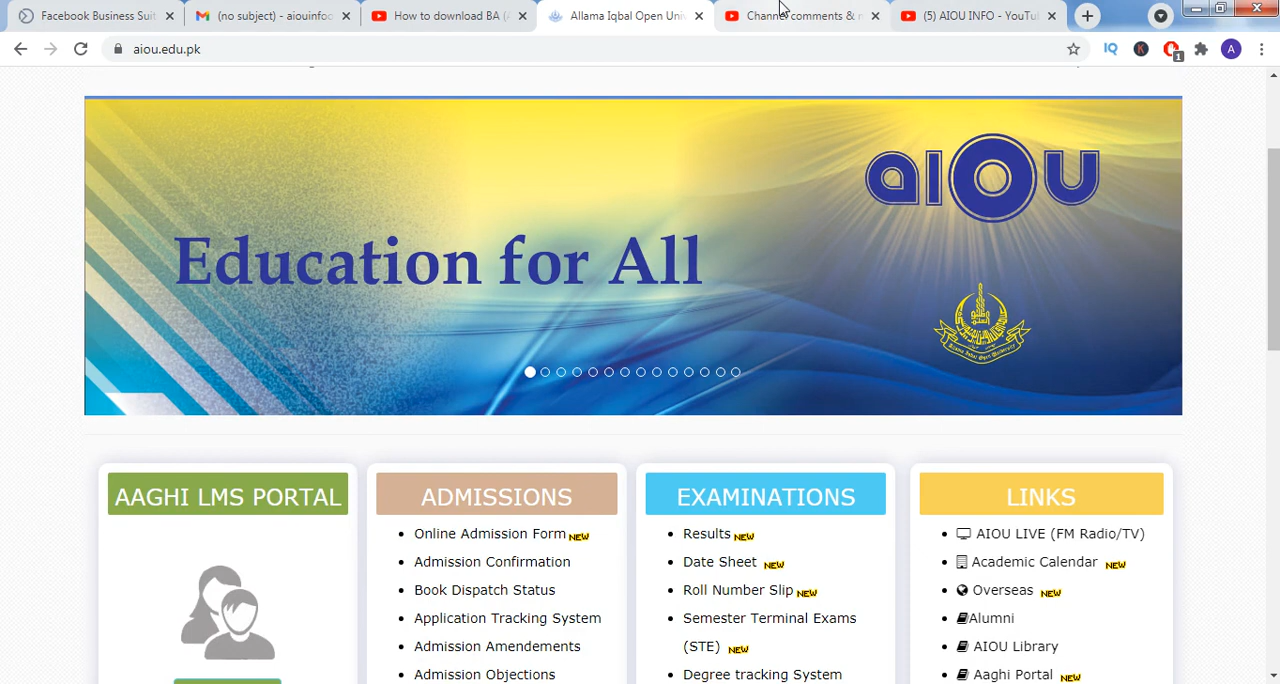 Facebook Business Suit
(no subject) - aiouinfoc
How to download BA (A
Allama Iqbal Open Univ
Channel comments & m
(5) AIOU INFO - YouTu
aiou.edu.pk
IQ
K
1
A
Education for All
aIOU
AAGHI LMS PORTAL
ADMISSIONS
Online Admission Form NEW
Admission Confirmation
Book Dispatch Status
Application Tracking System
Admission Amendements
Admission Objections
EXAMINATIONS
Results NEW
Date Sheet NEW
Roll Number Slip NEW
Semester Terminal Exams
(STE) NEW
Degree tracking System
LINKS
AIOU LIVE (FM Radio/TV)
Academic Calendar NEW
Overseas NEW
Alumni
AIOU Library
Aaghi Portal NEW